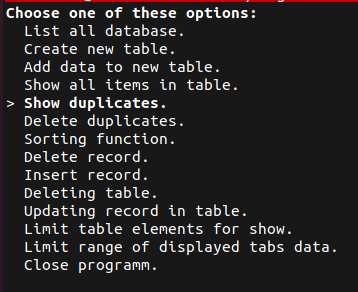 Choose one of these options:
List all database.
Create new table.
Add data to new table.
Show all items in table.
> Show duplicates.
Delete duplicates.
Sorting function.
Delete record.
Insert record.
Deleting table.
Updating record in table.
Limit table elements for show.
Limit range of displayed tabs data.
Close programm.